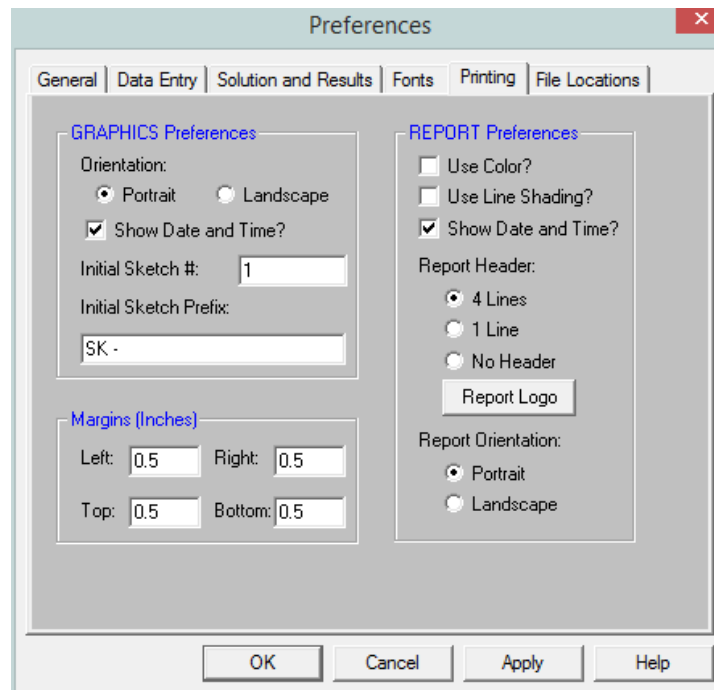 Preferences
General Data Entry Solution and Results Fonts Printing File Locations
GRAPHICS Preferences
Orientation:
Portrait Landscape
Show Date and Time?
Initial Sketch #: 1
Initial Sketch Prefix:
SK -
Margins (Inches)
Left: 0.5 Right: 0.5
Top: 0.5 Bottom: 0.5
REPORT Preferences
Use Color?
Use Line Shading?
Show Date and Time?
Report Header:
4 Lines
1 Line
No Header
Report Logo
Report Orientation:
Portrait
Landscape
OK Cancel Apply Help